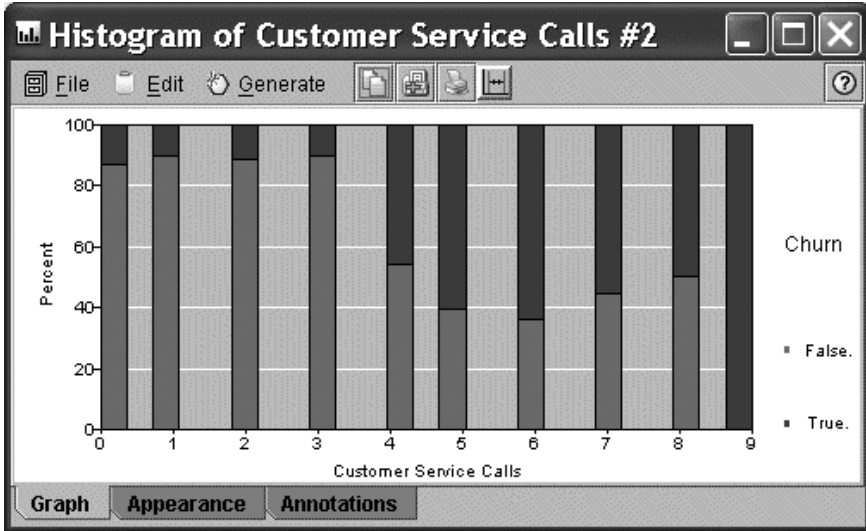 Histogram of Customer Service Calls #2
File Edit Generate
100
80
60
40
20
0
Percent
0 1 2 3 4 5 6 7 8 9
Customer Service Calls
Churn
False.
True.
Graph Appearance Annotations